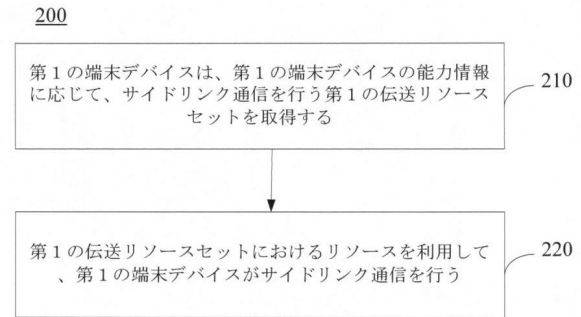 200
第１の端末デバイスは、第１の端末デバイスの能力情報
に応じて、サイドリンク通信を行う第１の伝送リソース
セットを取得する
210
第１の伝送リソースセットにおけるリソースを利用して
、第１の端末デバイスがサイドリンク通信を行う
220